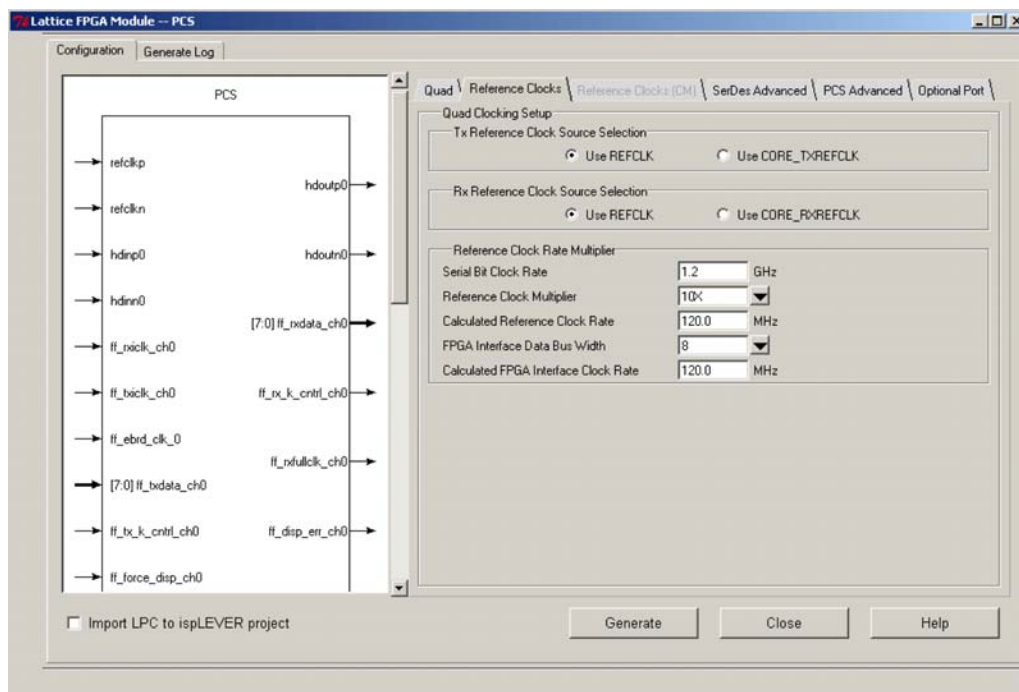 Lattice FPGA Module -- PCS
Configuration Generate Log
PCS
refclkp
hdoutp0
refclkn
hdinp0 hdoutn0
hdinn0
[7:0] ff_rxdata_ch0
ff_rxiclk_ch0
ff_txiclk_ch0 ff_rx_k_cntrl_ch0
ff_ebrd_clk_0
ff_rxfullclk_ch0
[7:0] ff_txdata_ch0
ff_tx_k_cntrl_ch0 ff_disp_err_ch0
ff_force_disp_ch0
Quad Reference Clocks Reference Clocks (CM) SerDes Advanced PCS Advanced Optional Port
Quad Clocking Setup
Tx Reference Clock Source Selection
Use REFCLK Use CORE_TXREFCLK
Rx Reference Clock Source Selection
Use REFCLK Use CORE_RXREFCLK
Reference Clock Rate Multiplier
Serial Bit Clock Rate 1.2 GHz
Reference Clock Multiplier 10X
Calculated Reference Clock Rate 120.0 MHz
FPGA Interface Data Bus Width 8
Calculated FPGA Interface Clock Rate 120.0 MHz
Import LPC to ispLEVER project
Generate Close Help